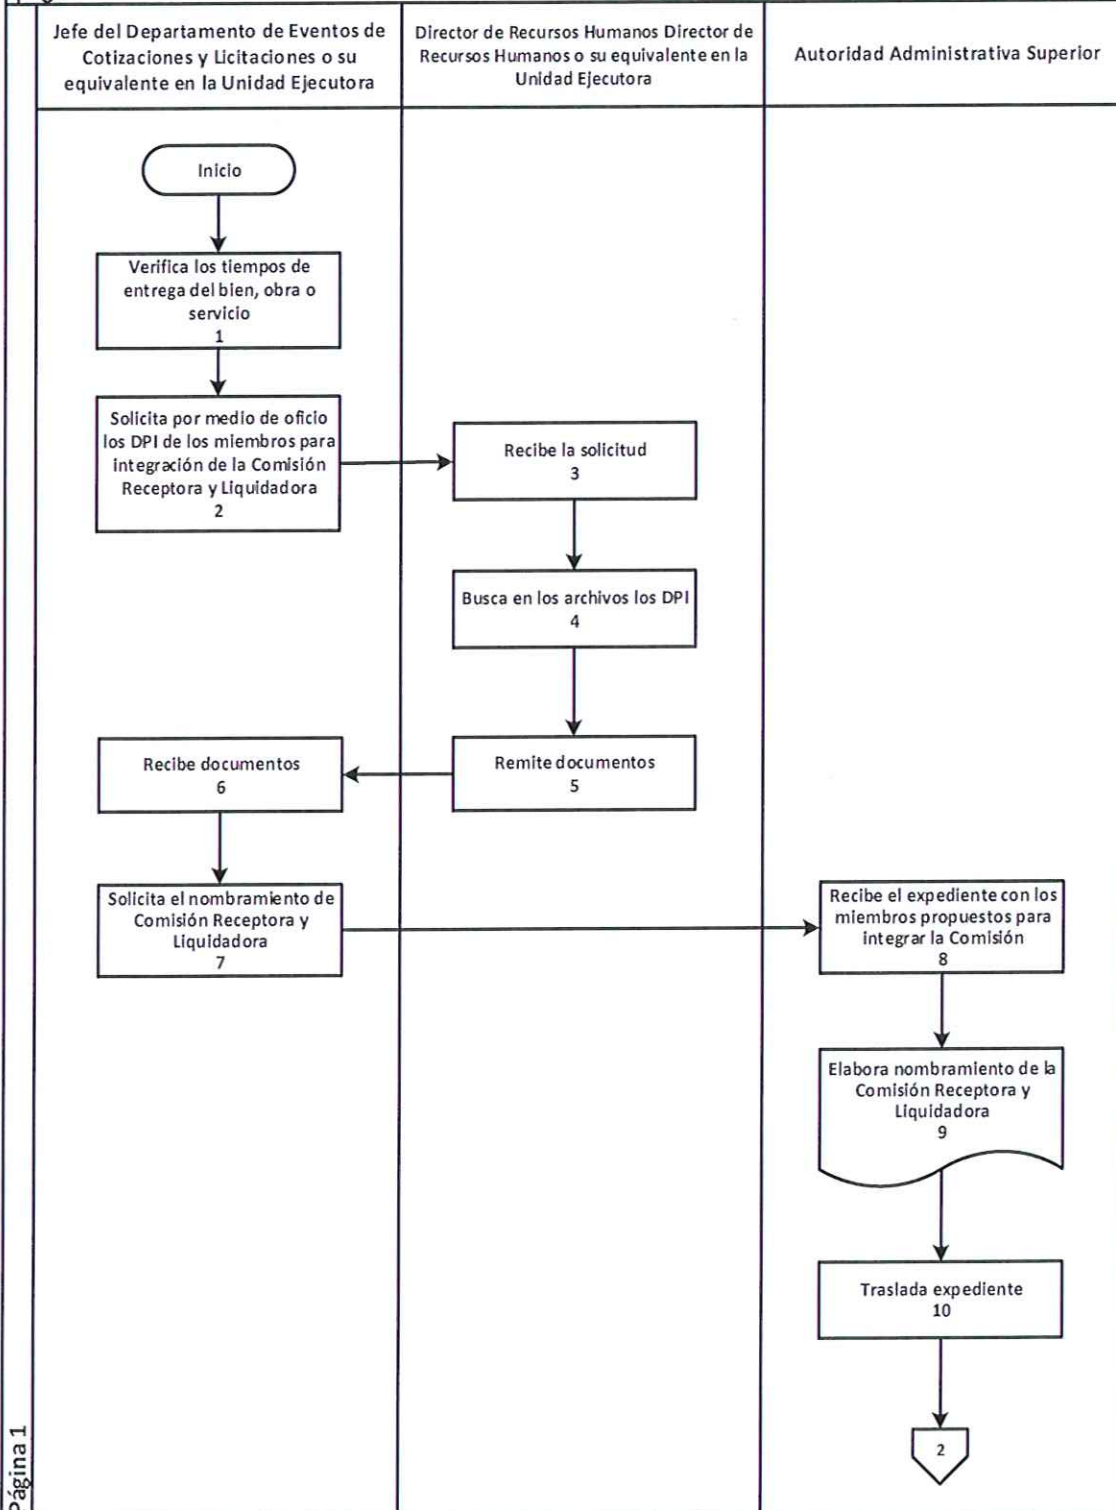 Jefe del Departamento de Eventos de
Cotizaciones y Licitaciones o su
equivalente en la Unidad Ejecutora
Director de Recursos Humanos Director de
Recursos Humanos o su equivalente en la
Unidad Ejecutora
Autoridad Administrativa Superior
Inicio
Verifica los tiempos de
entrega del bien, obra o
servicio
1
Solicita por medio de oficio
los DPI de los miembros para
integración de la Comisión
Receptora y Liquidadora
2
Recibe la solicitud
3
Busca en los archivos los DPI
4
Remite documentos
5
Recibe documentos
6
Solicita el nombramiento de
Comisión Receptora y
Liquidadora
7
Recibe el expediente con los
miembros propuestos para
integrar la Comisión
8
Elabora nombramiento de la
Comisión Receptora y
Liquidadora
9
Traslada expediente
10
2
Página 1